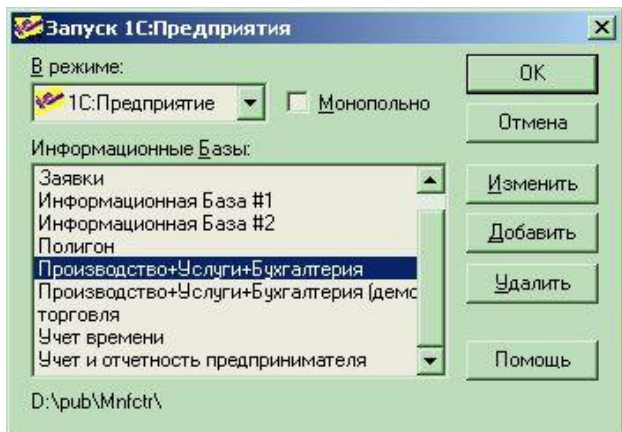 Запуск 1С:Предприятия
В режиме:
1С:Предприятие
Монопольно
OK
Отмена
Информационные Базы:
Заявки
Информационная База #1
Информационная База #2
Полигон
Производство+Услуги+Бухгалтерия
Производство+Услуги+Бухгалтерия (демо
торговля
Учет времени
Учет и отчетность предпринимателя
Изменить
Добавить
Удалить
Помощь
D:\pub\Mnfctr\